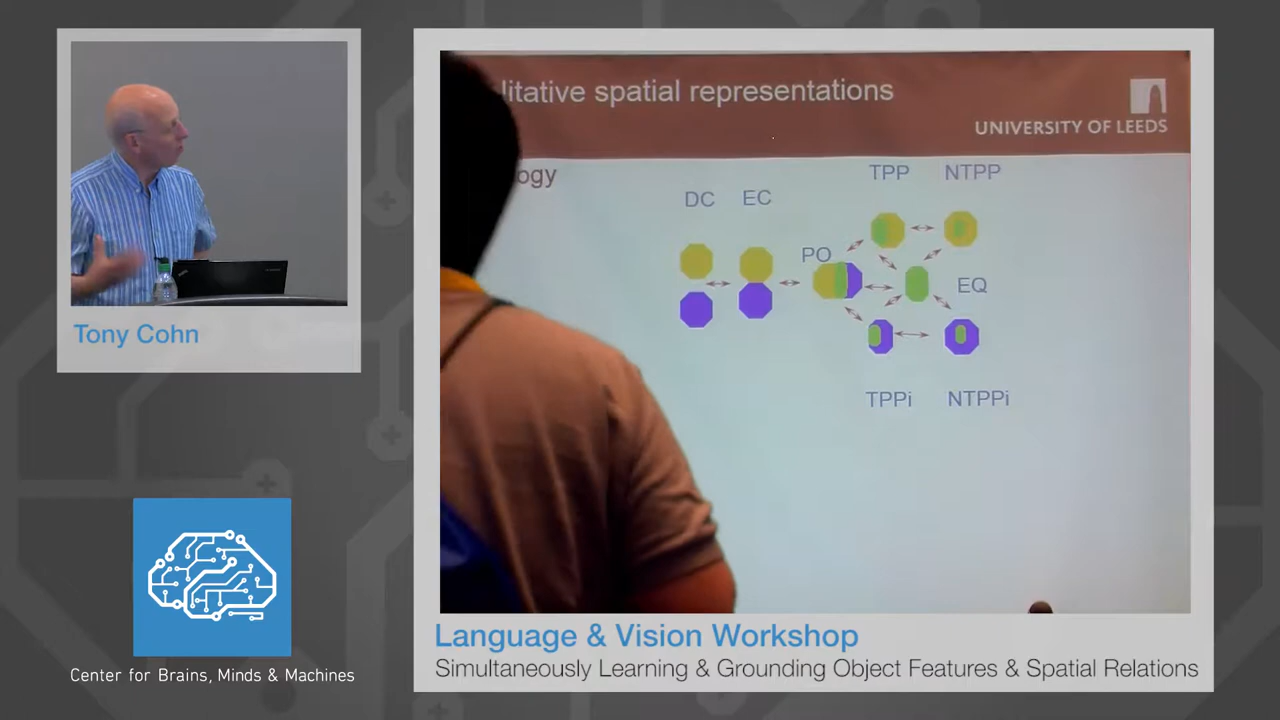 litative spatial representations
UNIVERSITY OF LEEDS
ogy
TPP NTPP
DC EC
PO
EQ
TPPi NTPPi
Tony Cohn
Language & Vision Workshop
Simultaneously Learning & Grounding Object Features & Spatial Relations
Center for Brains, Minds & Machines